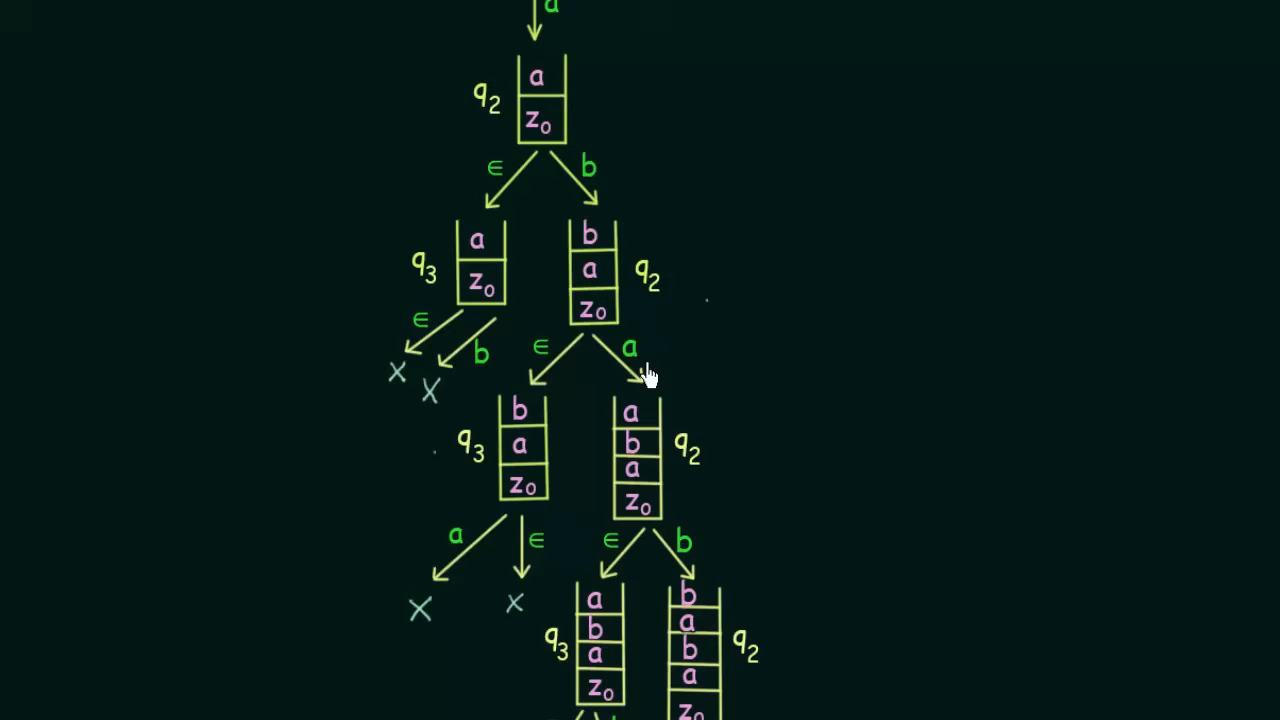 a
a
q2 z0
∈ b
b
q3 a a q2
z0 z0
∈ b ∈ a
x x
b a
q3 a b q2
z0 a
z0
a ∈ ∈ b
x x
a b
q3 b a q2
a b
z0 a
z0